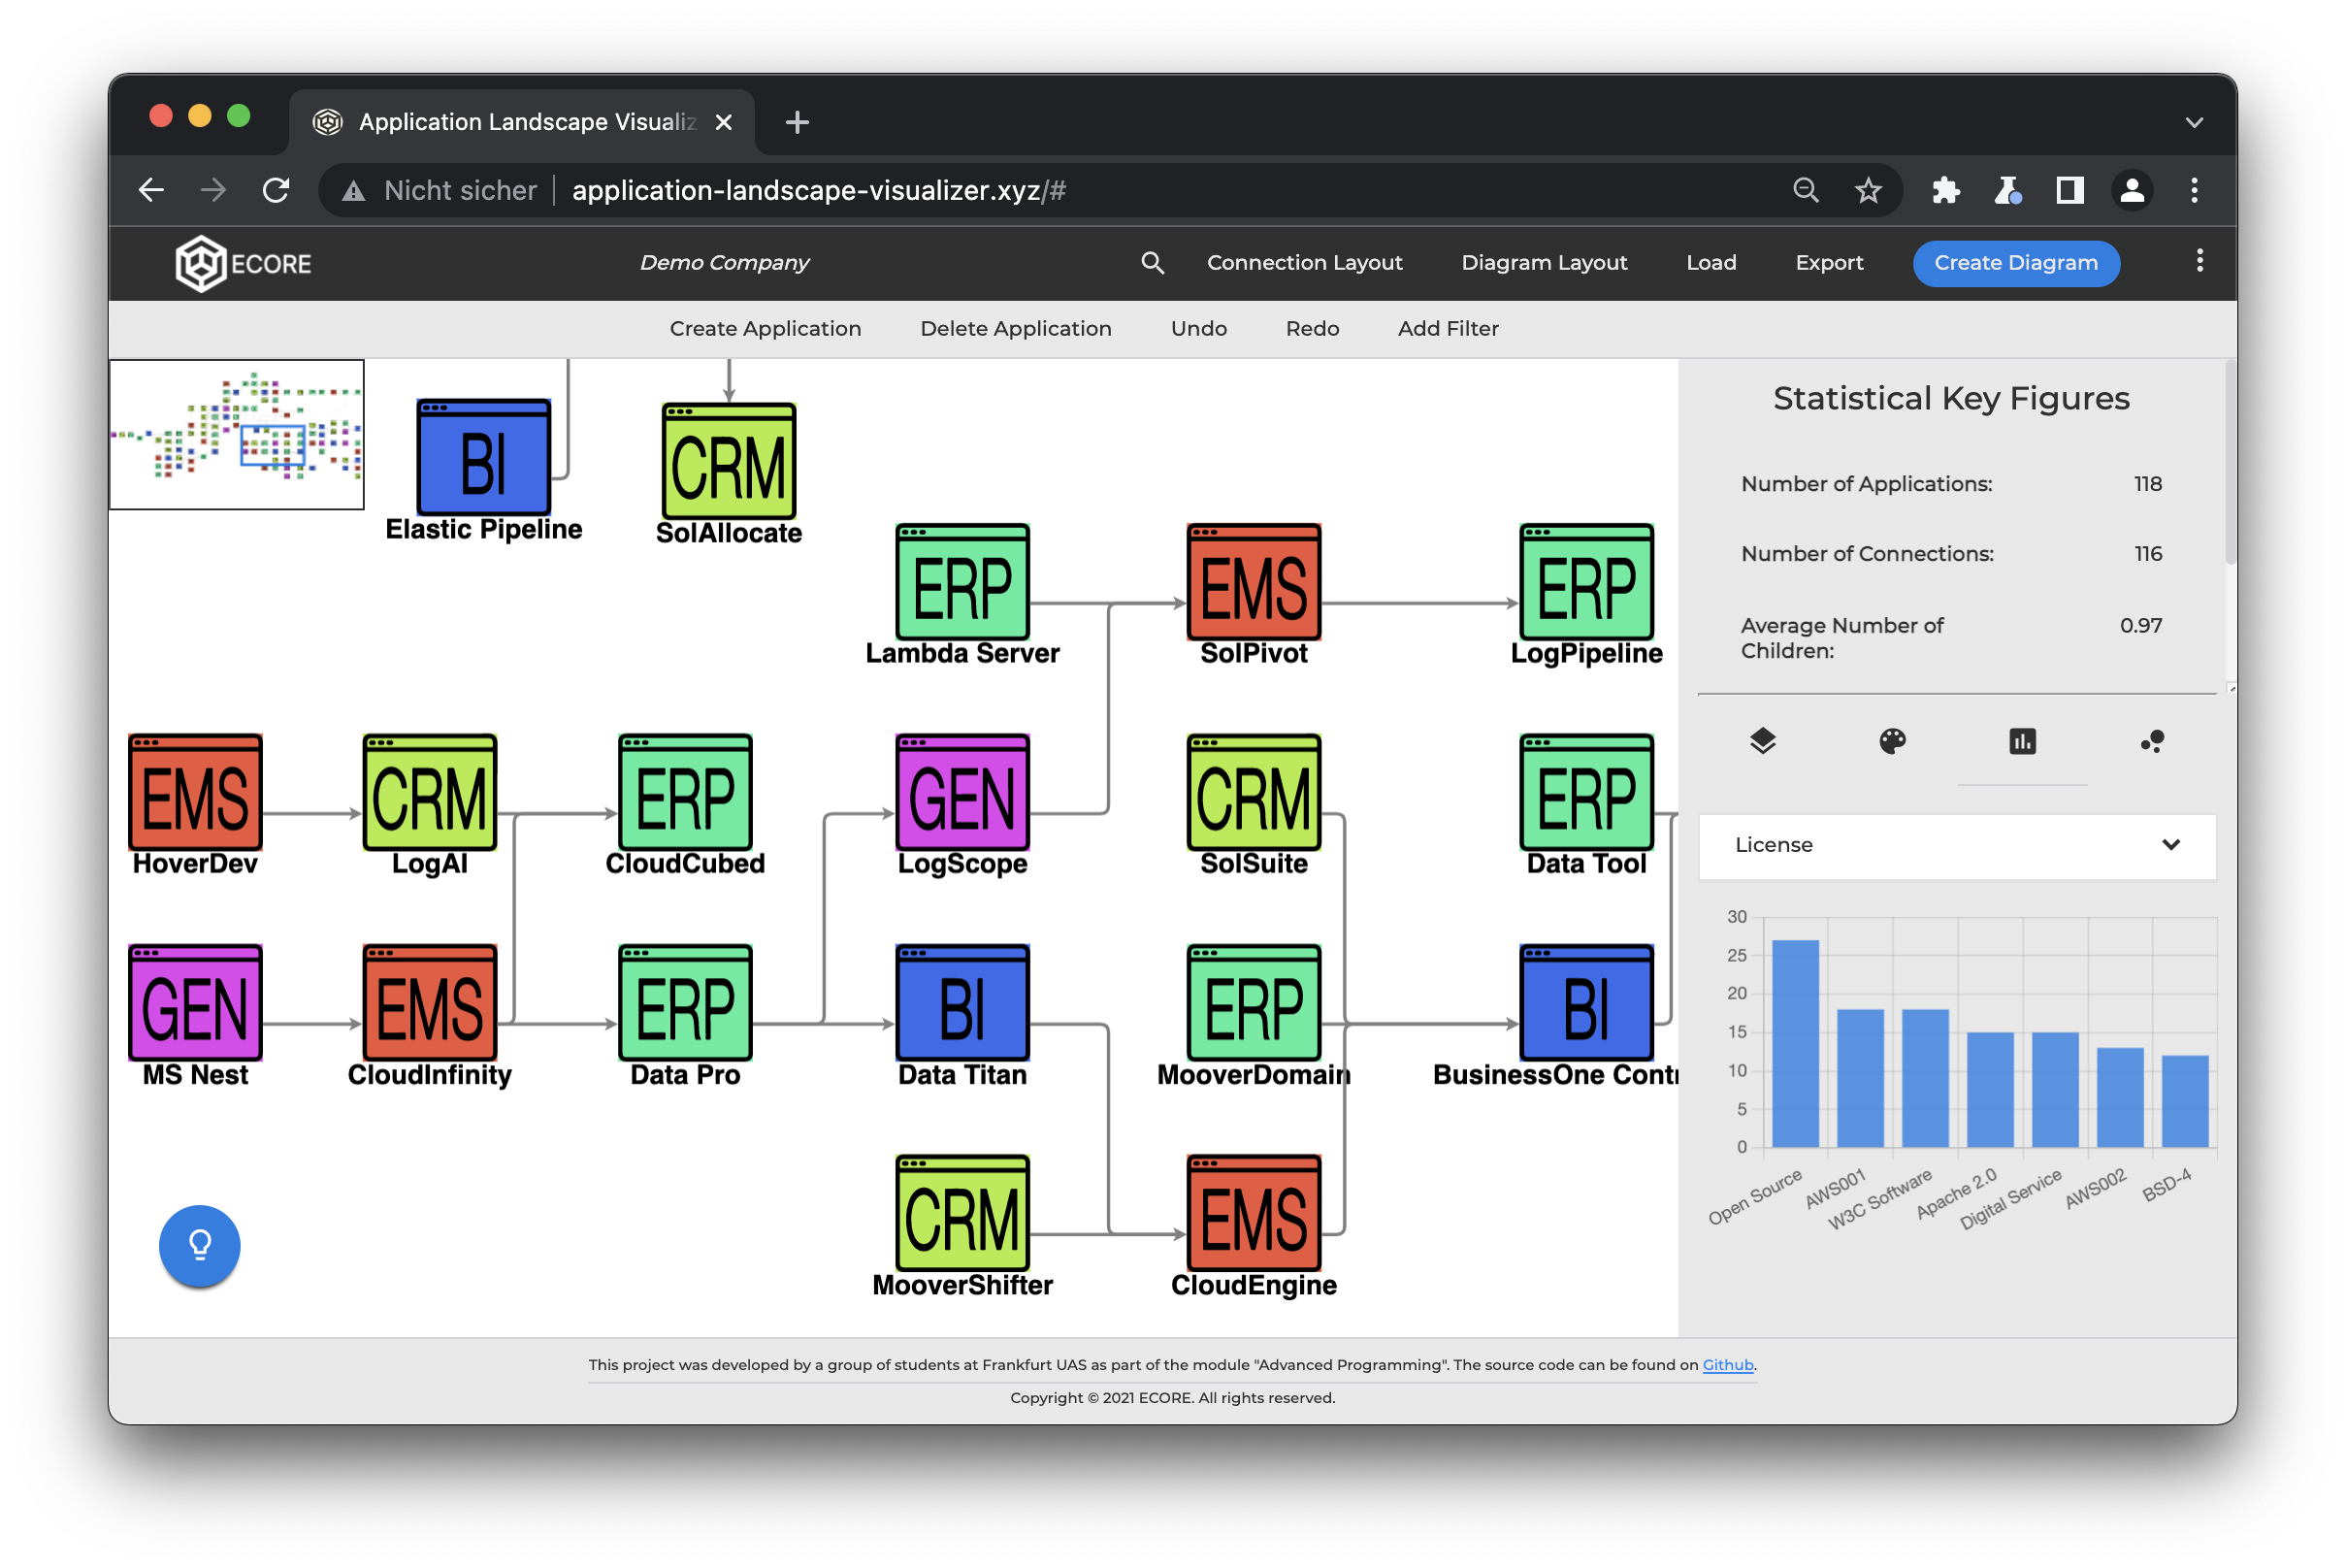 Application Landscape Visualiz
Nicht sicher application-landscape-visualizer.xyz/#
ECORE
Demo Company
Connection Layout
Diagram Layout
Load
Export
Create Diagram
Create Application
Delete Application
Undo
Redo
Add Filter
BI
Elastic Pipeline
CRM
SolAllocate
ERP
Lambda Server
EMS
SolPivot
ERP
LogPipeline
EMS
HoverDev
CRM
LogAI
ERP
CloudCubed
GEN
LogScope
CRM
SolSuite
ERP
Data Tool
GEN
MS Nest
EMS
CloudInfinity
ERP
Data Pro
BI
Data Titan
ERP
MooverDomain
BI
BusinessOne Contr
CRM
MooverShifter
EMS
CloudEngine
Statistical Key Figures
Number of Applications: 118
Number of Connections: 116
Average Number of
Children: 0.97
License
30
25
20
15
10
5
0
Open Source
AWS001
W3C Software
Apache 2.0
Digital Service
AWS002
BSD-4
This project was developed by a group of students at Frankfurt UAS as part of the module "Advanced Programming". The source code can be found on Github.
Copyright © 2021 ECORE. All rights reserved.